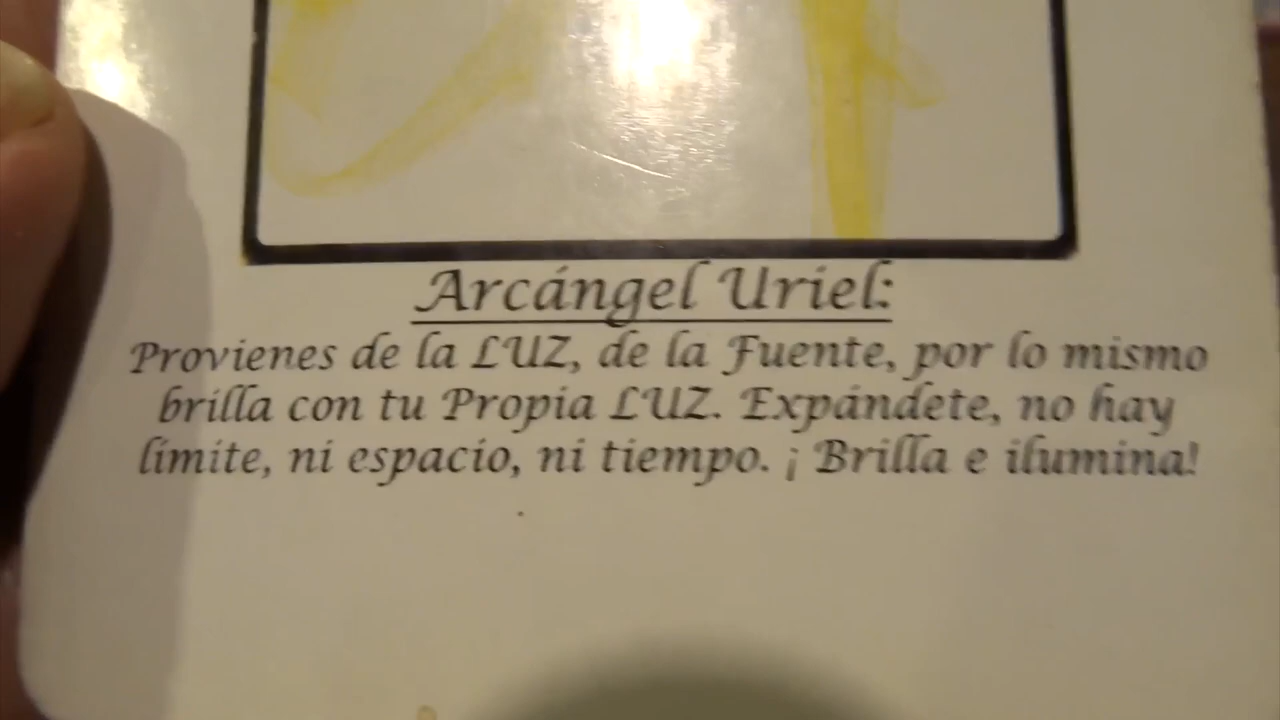 Arcángel Uriel:
Provienes de la LUZ, de la Fuente, por lo mismo
brilla con tu Propia LUZ. Expándete, no hay
límite, ni espacio, ni tiempo. ¡ Brilla e ilumina!